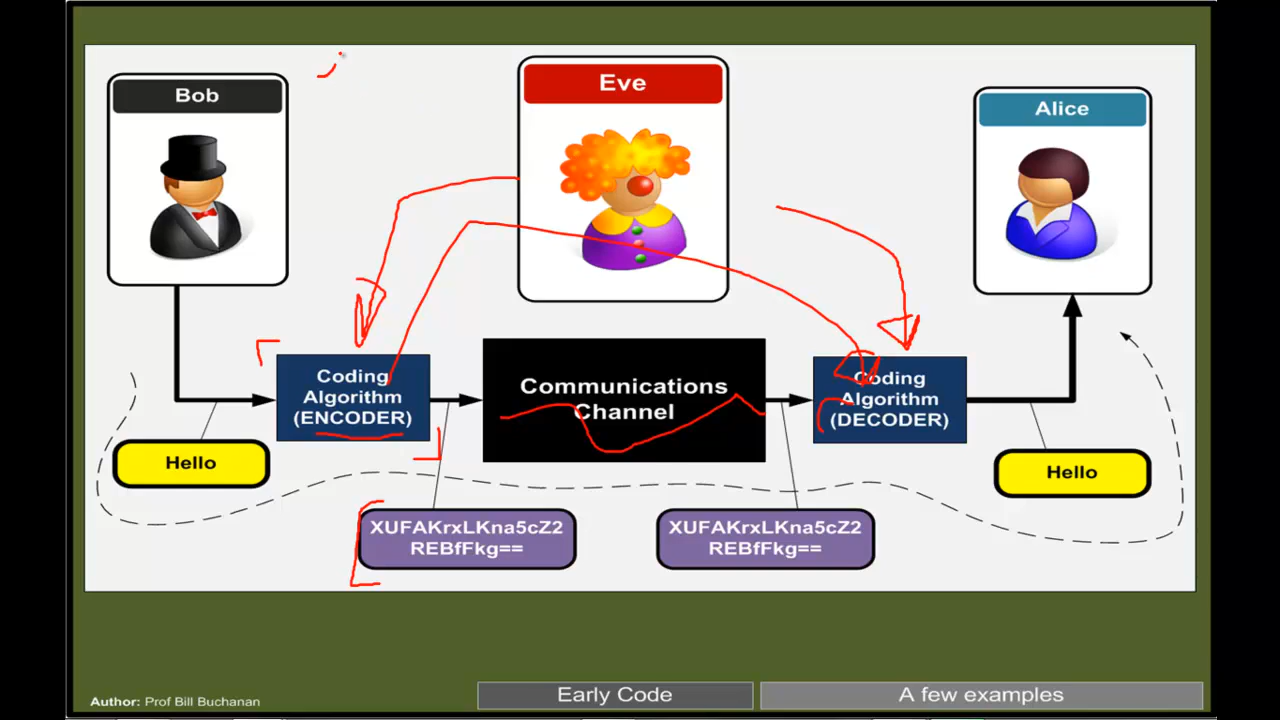 Bob
Eve
Alice
Coding
Algorithm
(ENCODER)
Communications
Channel
Coding
Algorithm
(DECODER)
Hello
Hello
XUFAKrxLKna5cZ2
REBfFkg==
XUFAKrxLKna5cZ2
REBfFkg==
Author: Prof Bill Buchanan
Early Code
A few examples